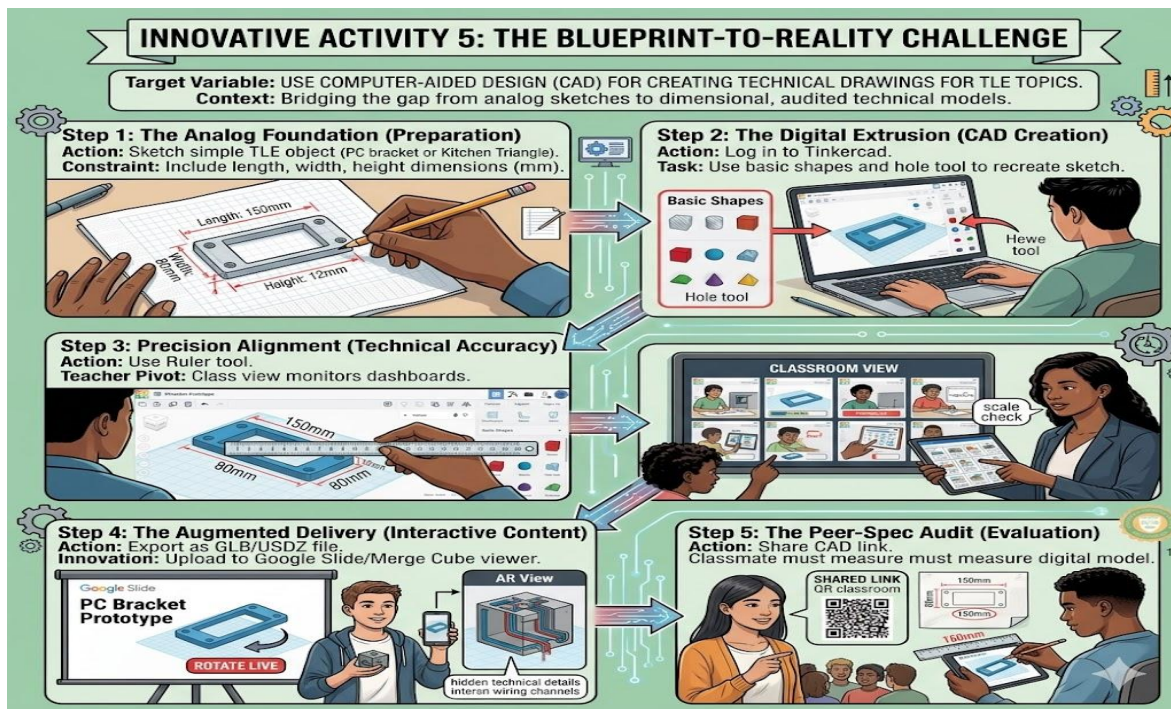 INNOVATIVE ACTIVITY 5: THE BLUEPRINT-TO-REALITY CHALLENGE
Target Variable: USE COMPUTER-AIDED DESIGN (CAD) FOR CREATING TECHNICAL DRAWINGS FOR TLE TOPICS.
Context: Bridging the gap from analog sketches to dimensional, audited technical models.
Step 1: The Analog Foundation (Preparation)
Action: Sketch simple TLE object (PC bracket or Kitchen Triangle).
Constraint: Include length, width, height dimensions (mm).
Length: 150mm
Width:
80mm
Height: 12mm
Step 2: The Digital Extrusion (CAD Creation)
Action: Log in to Tinkercad.
Task: Use basic shapes and hole tool to recreate sketch.
Basic Shapes
Hole tool
Hewe
tool
Step 3: Precision Alignment (Technical Accuracy)
Action: Use Ruler tool.
Teacher Pivot: Class view monitors dashboards.
150mm
80mm
80mm
CLASSROOM VIEW
scale
check
Step 4: The Augmented Delivery (Interactive Content)
Action: Export as GLB/USDZ file.
Innovation: Upload to Google Slide/Merge Cube viewer.
Google Slide
PC Bracket
Prototype
ROTATE LIVE
AR View
hidden technical details
intersn wiring channels
Step 5: The Peer-Spec Audit (Evaluation)
Action: Share CAD link.
Classmate must measure must measure digital model.
SHARED LINK
QR classroom
150mm
80mm
150mm